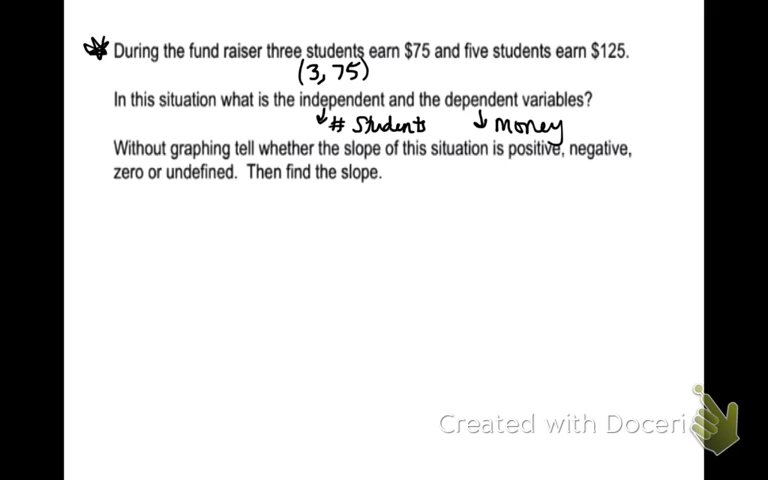 During the fund raiser three students earn $75 and five students earn $125.
(3, 75)
In this situation what is the independent and the dependent variables?
# Students Money
Without graphing tell whether the slope of this situation is positive, negative,
zero or undefined. Then find the slope.
Created with Doceri